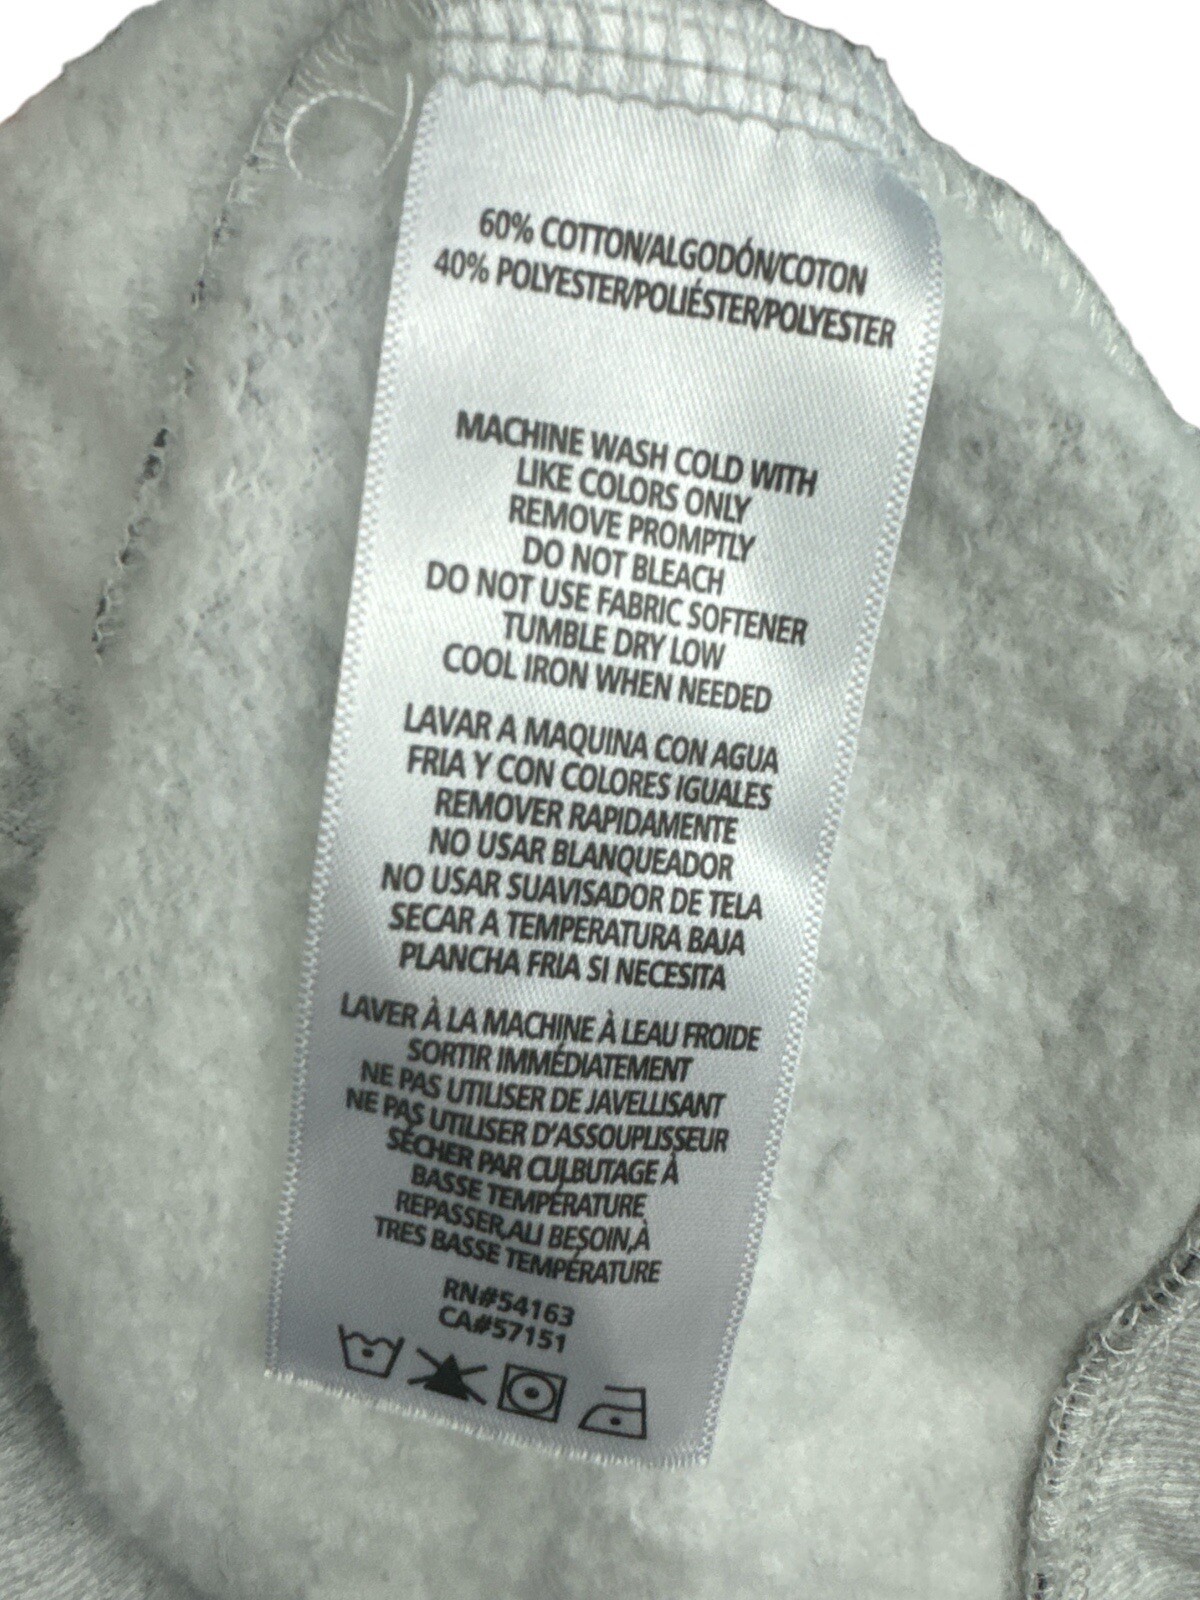 60% COTTON/ALGODÓN/COTON
40% POLYESTER/POLIÉSTER/POLYESTER
MACHINE WASH COLD WITH
LIKE COLORS ONLY
REMOVE PROMPTLY
DO NOT BLEACH
DO NOT USE FABRIC SOFTENER
TUMBLE DRY LOW
COOL IRON WHEN NEEDED
LAVAR A MAQUINA CON AGUA
FRIA Y CON COLORES IGUALES
REMOVER RAPIDAMENTE
NO USAR BLANQUEADOR
NO USAR SUAVISADOR DE TELA
SECAR A TEMPERATURA BAJA
PLANCHA FRIA SI NECESITA
LAVER À LA MACHINE À LEAU FROIDE
SORTIR IMMÉDIATEMENT
NE PAS UTILISER DE JAVELLISANT
NE PAS UTILISER D'ASSOUPLISSEUR
SÉCHER PAR CULBUTAGE À
BASSE TEMPÉRATURE
REPASSER,ALI BESOIN,À
TRES BASSE TEMPÉRATURE
RN#54163
CA#57151